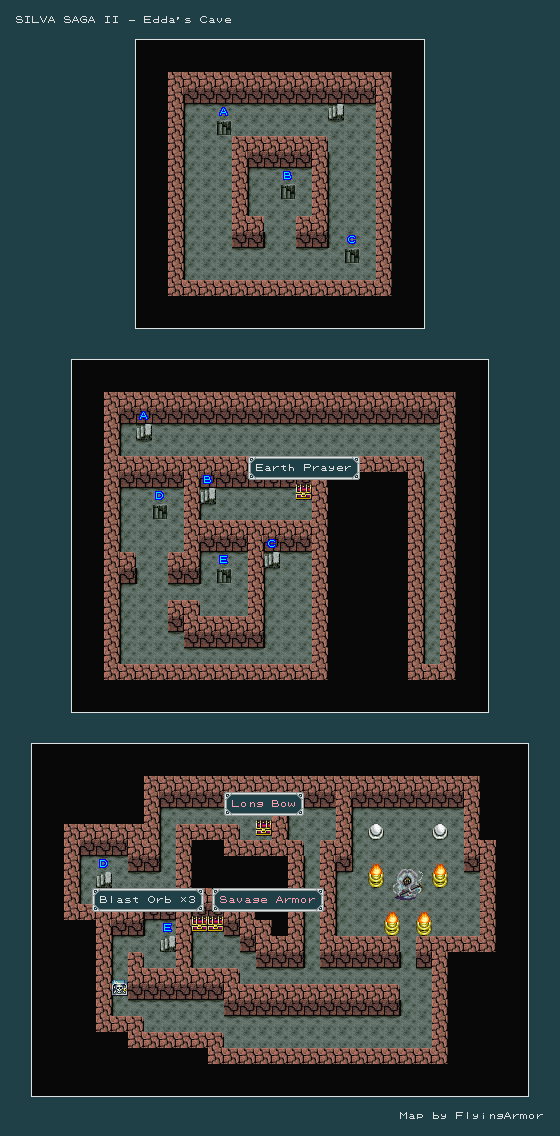 SILVA SAGA II - Edda's Cave
A
B
C
A
Earth Prayer
B
D
C
E
Long Bow
D
Blast Orb ×3
Savage Armor
E
Map by FlyingArmor